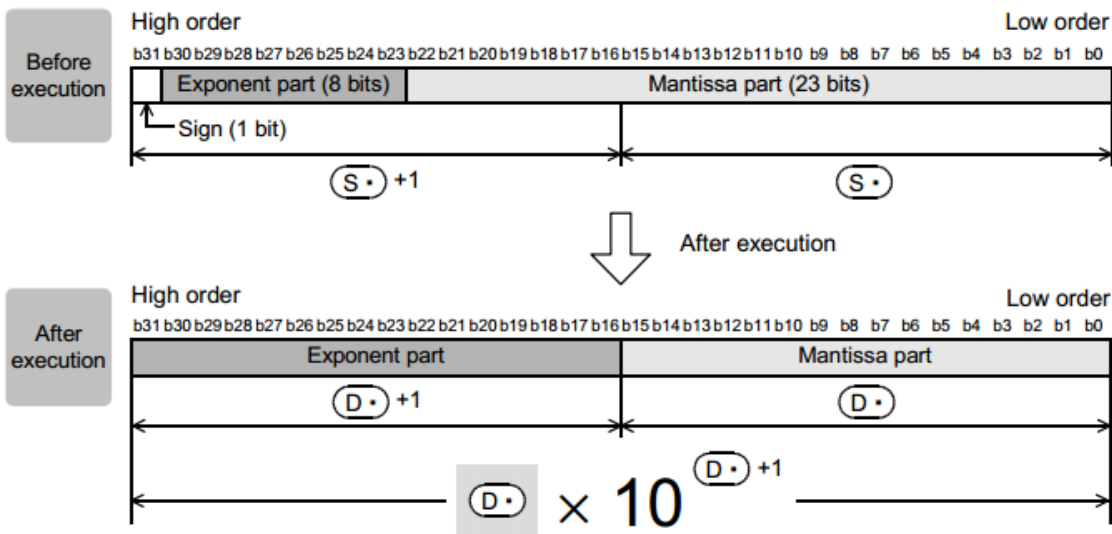 Before
execution
High order Low order
b31 b30 b29 b28 b27 b26 b25 b24 b23 b22 b21 b20 b19 b18 b17 b16 b15 b14 b13 b12 b11 b10 b9 b8 b7 b6 b5 b4 b3 b2 b1 b0
Exponent part (8 bits) Mantissa part (23 bits)
Sign (1 bit)
S· +1 S·
After execution
After
execution
High order Low order
b31 b30 b29 b28 b27 b26 b25 b24 b23 b22 b21 b20 b19 b18 b17 b16 b15 b14 b13 b12 b11 b10 b9 b8 b7 b6 b5 b4 b3 b2 b1 b0
Exponent part Mantissa part
D· +1 D·
D· × 10 D· +1